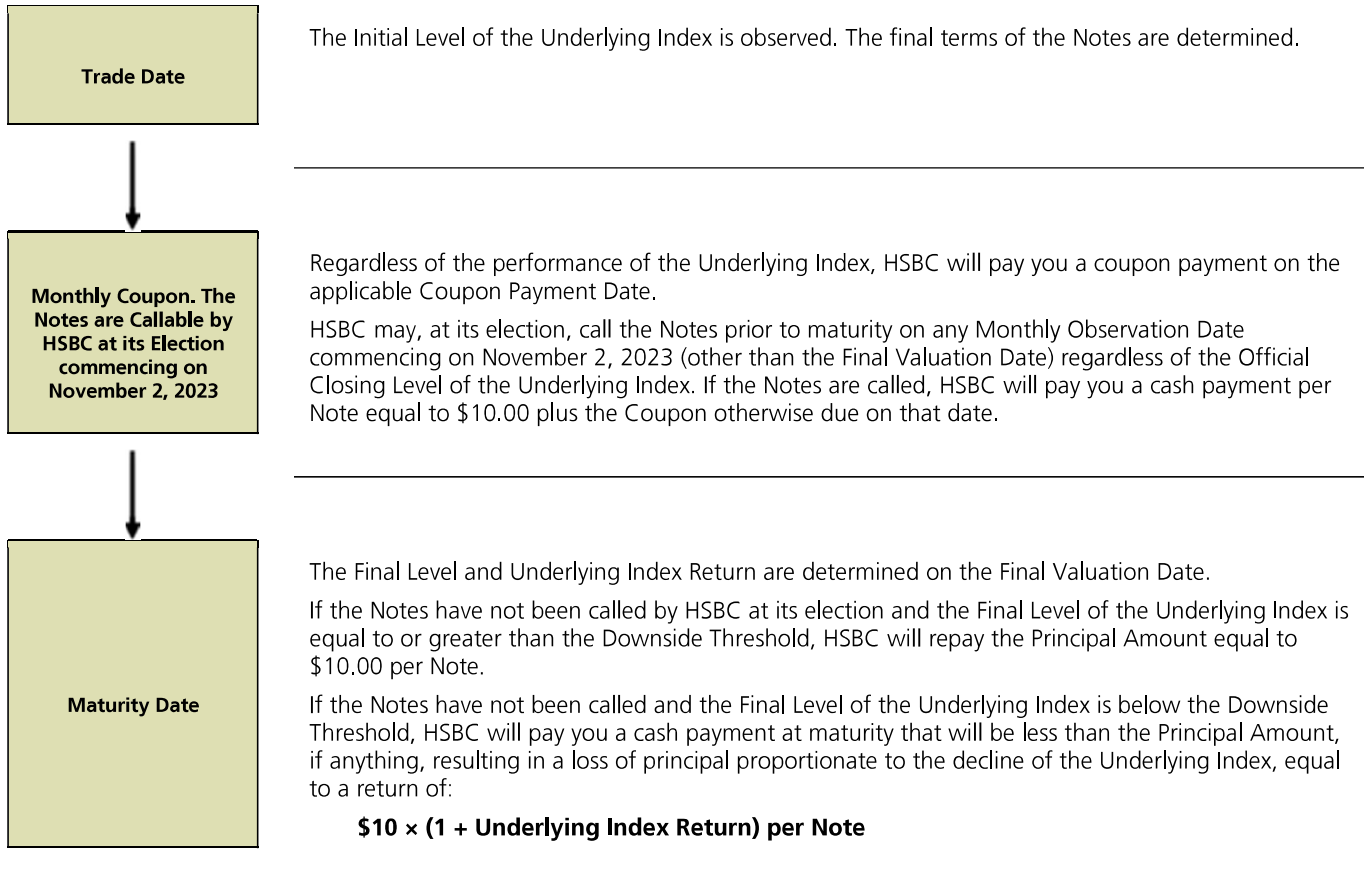 Trade Date
The Initial Level of the Underlying Index is observed. The final terms of the Notes are determined.
Monthly Coupon. The
Notes are Callable by
HSBC at its Election
commencing on
November 2, 2023
Regardless of the performance of the Underlying Index, HSBC will pay you a coupon payment on the
applicable Coupon Payment Date.
HSBC may, at its election, call the Notes prior to maturity on any Monthly Observation Date
commencing on November 2, 2023 (other than the Final Valuation Date) regardless of the Official
Closing Level of the Underlying Index. If the Notes are called, HSBC will pay you a cash payment per
Note equal to $10.00 plus the Coupon otherwise due on that date.
Maturity Date
The Final Level and Underlying Index Return are determined on the Final Valuation Date.
If the Notes have not been called by HSBC at its election and the Final Level of the Underlying Index is
equal to or greater than the Downside Threshold, HSBC will repay the Principal Amount equal to
$10.00 per Note.
If the Notes have not been called and the Final Level of the Underlying Index is below the Downside
Threshold, HSBC will pay you a cash payment at maturity that will be less than the Principal Amount,
if anything, resulting in a loss of principal proportionate to the decline of the Underlying Index, equal
to a return of:
$10 × (1 + Underlying Index Return) per Note